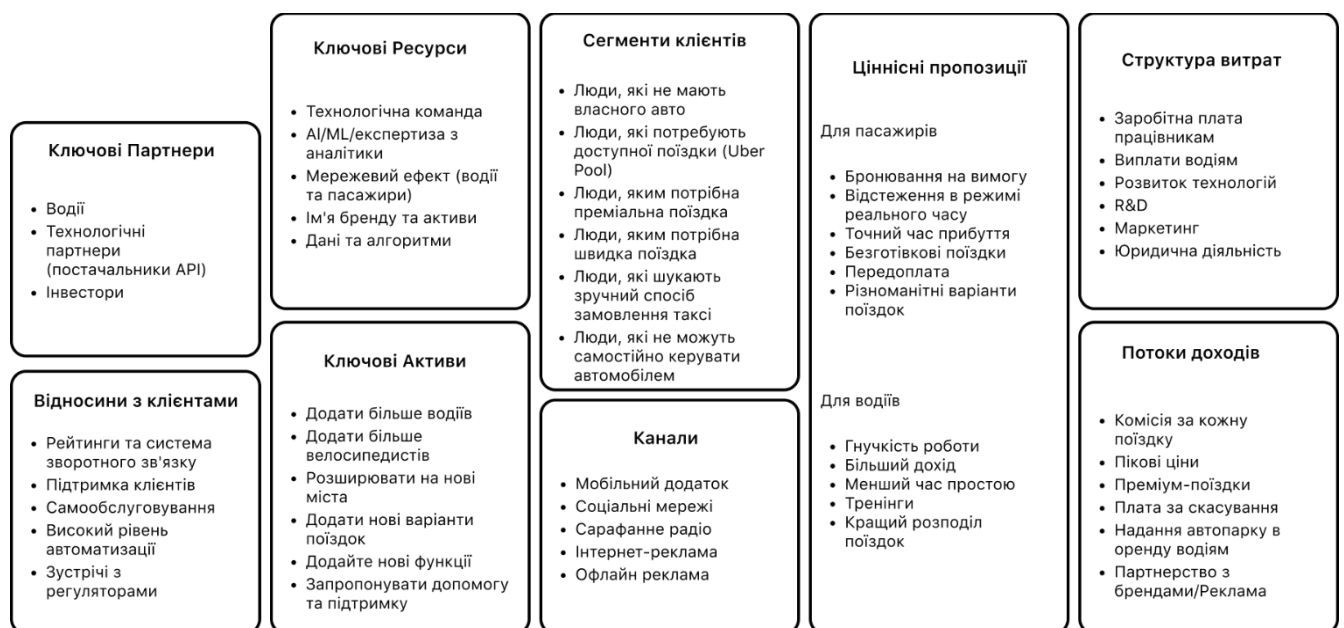 Ключові Партнери
• Водії
• Технологічні
партнери
(постачальники API)
• Інвестори
Відносини з клієнтами
• Рейтинги та система
зворотного зв'язку
• Підтримка клієнтів
• Самообслуговування
• Високий рівень
автоматизації
• Зустрічі з
регуляторами
Ключові Ресурси
• Технологічна команда
• AI/ML/експертиза з
аналітики
• Мережевий ефект (водії
та пасажири)
• Ім'я бренду та активи
• Дані та алгоритми
Ключові Активи
• Додати більше водіїв
• Додати більше
велосипедистів
• Розширювати на нові
міста
• Додати нові варіанти
поїздок
• Додайте нові функції
• Запропонувати допомогу
та підтримку
Сегменти клієнтів
• Люди, які не мають
власного авто
• Люди, які потребують
доступної поїздки (Uber
Pool)
• Люди, яким потрібна
преміальна поїздка
• Люди, яким потрібна
швидка поїздка
• Люди, які шукають
зручний спосіб
замовлення таксі
• Люди, які не можуть
самостійно керувати
автомобілем
Канали
• Мобільний додаток
• Соціальні мережі
• Сарафанне радіо
• Інтернет-реклама
• Офлайн реклама
Ціннісні пропозиції
Для пасажирів
• Бронювання на вимогу
• Відстеження в режимі
реального часу
• Точний час прибуття
• Безготівкові поїздки
• Передоплата
• Різноманітні варіанти
поїздок
Для водіїв
• Гнучкість роботи
• Більший дохід
• Менший час простою
• Тренінги
• Кращий розподіл
поїздок
Структура витрат
• Заробітна плата
працівникам
• Виплати водіям
• Розвиток технологій
• R&D
• Маркетинг
• Юридична діяльність
Потоки доходів
• Комісія за кожну
поїздку
• Пікові ціни
• Преміум-поїздки
• Плата за скасування
• Надання автопарку в
оренду водіям
• Партнерство з
брендами/Реклама